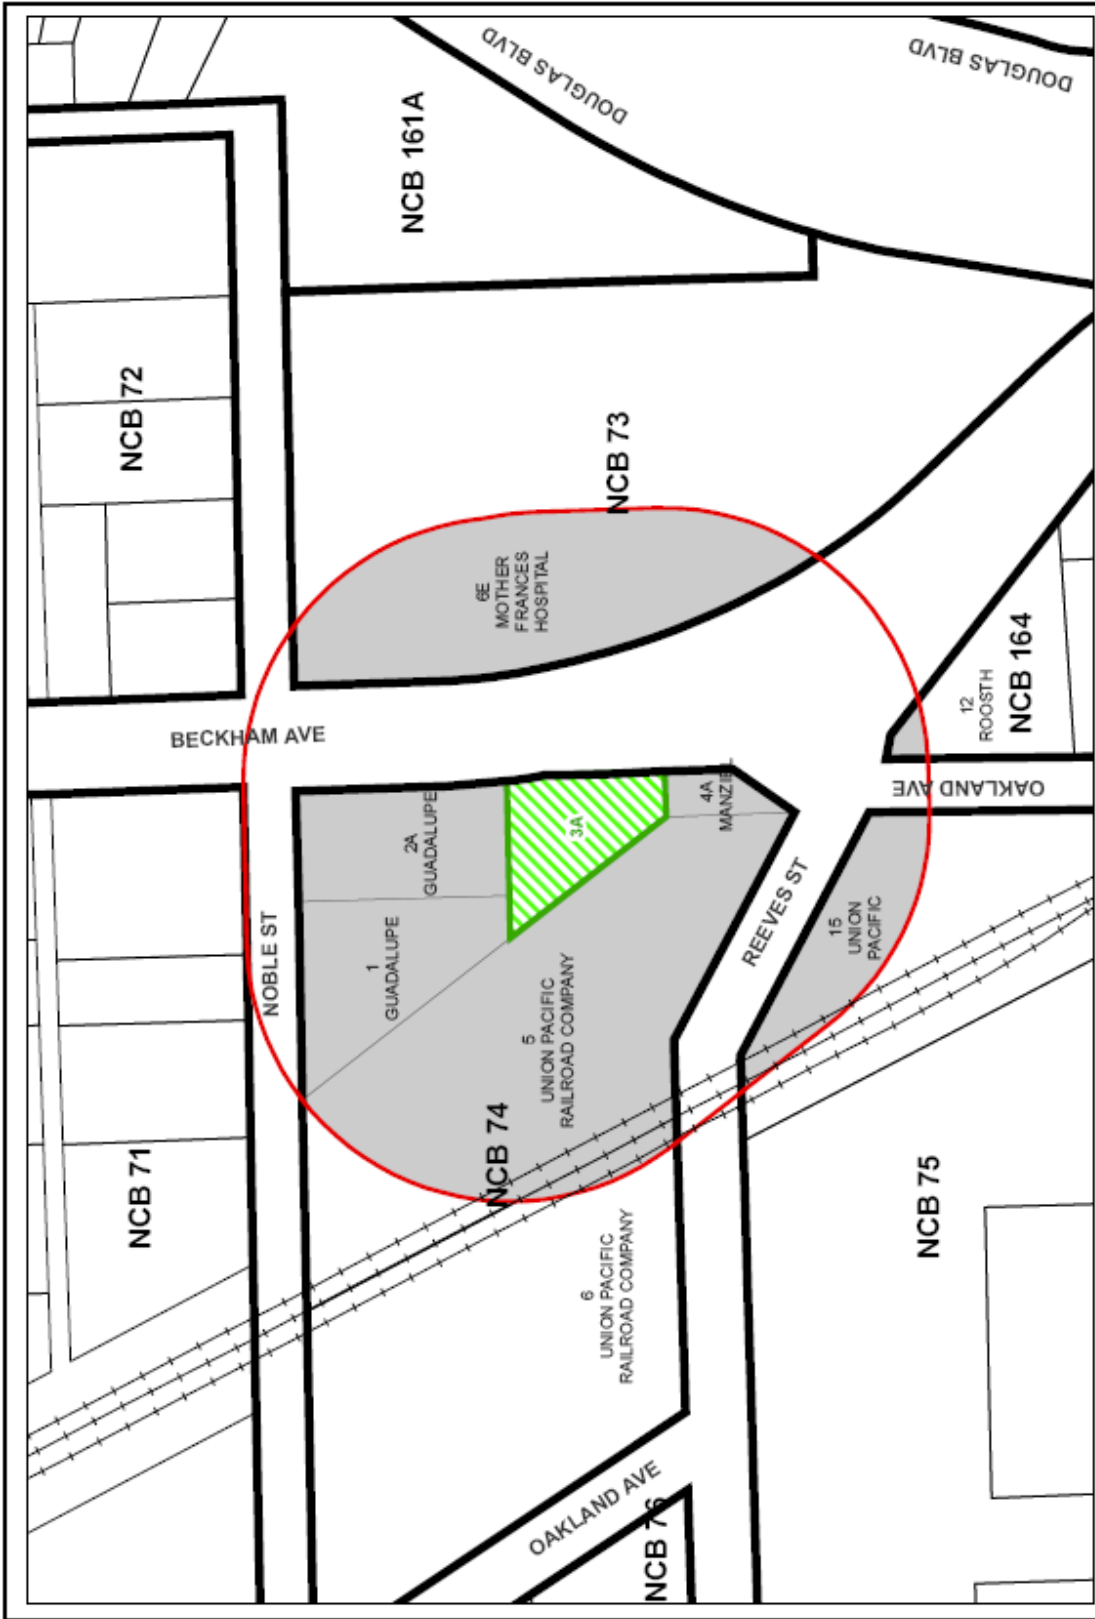 DOUGLAS BLVD
DOUGLAS BLVD
NCB 161A
NCB 72
NCB 73
6E
MOTHER
FRANCES
HOSPITAL
NCB 164
12
ROOSTH
BECKHAM AVE
OAKLAND AVE
4A
MANZIEL
3A
2A
GUADALUPE
1
GUADALUPE
NOBLE ST
REEVES ST
15
UNION
PACIFIC
5
UNION PACIFIC
RAILROAD COMPANY
NCB 74
NCB 71
NCB 75
6
UNION PACIFIC
RAILROAD COMPANY
OAKLAND AVE
NCB 76